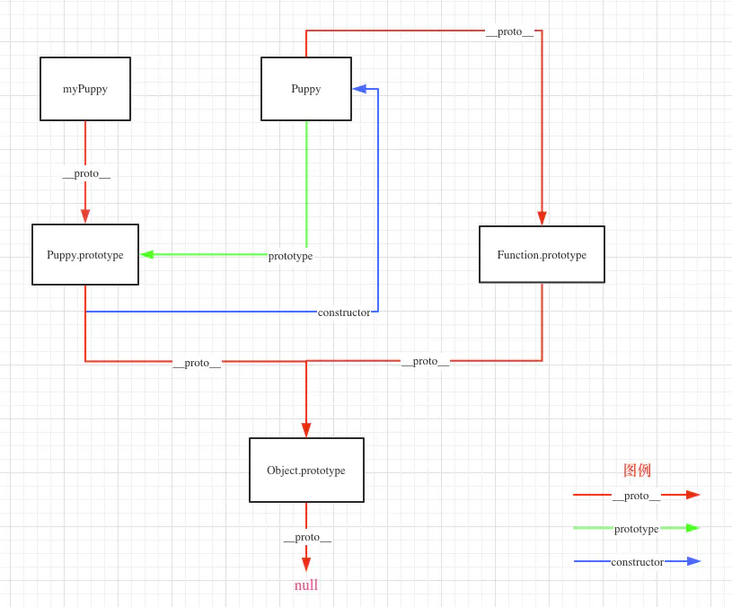 __proto__
myPuppy
Puppy
__proto__
Puppy.prototype
prototype
Function.prototype
constructor
__proto__
__proto__
Object.prototype
图例
__proto__
prototype
__proto__
constructor
null